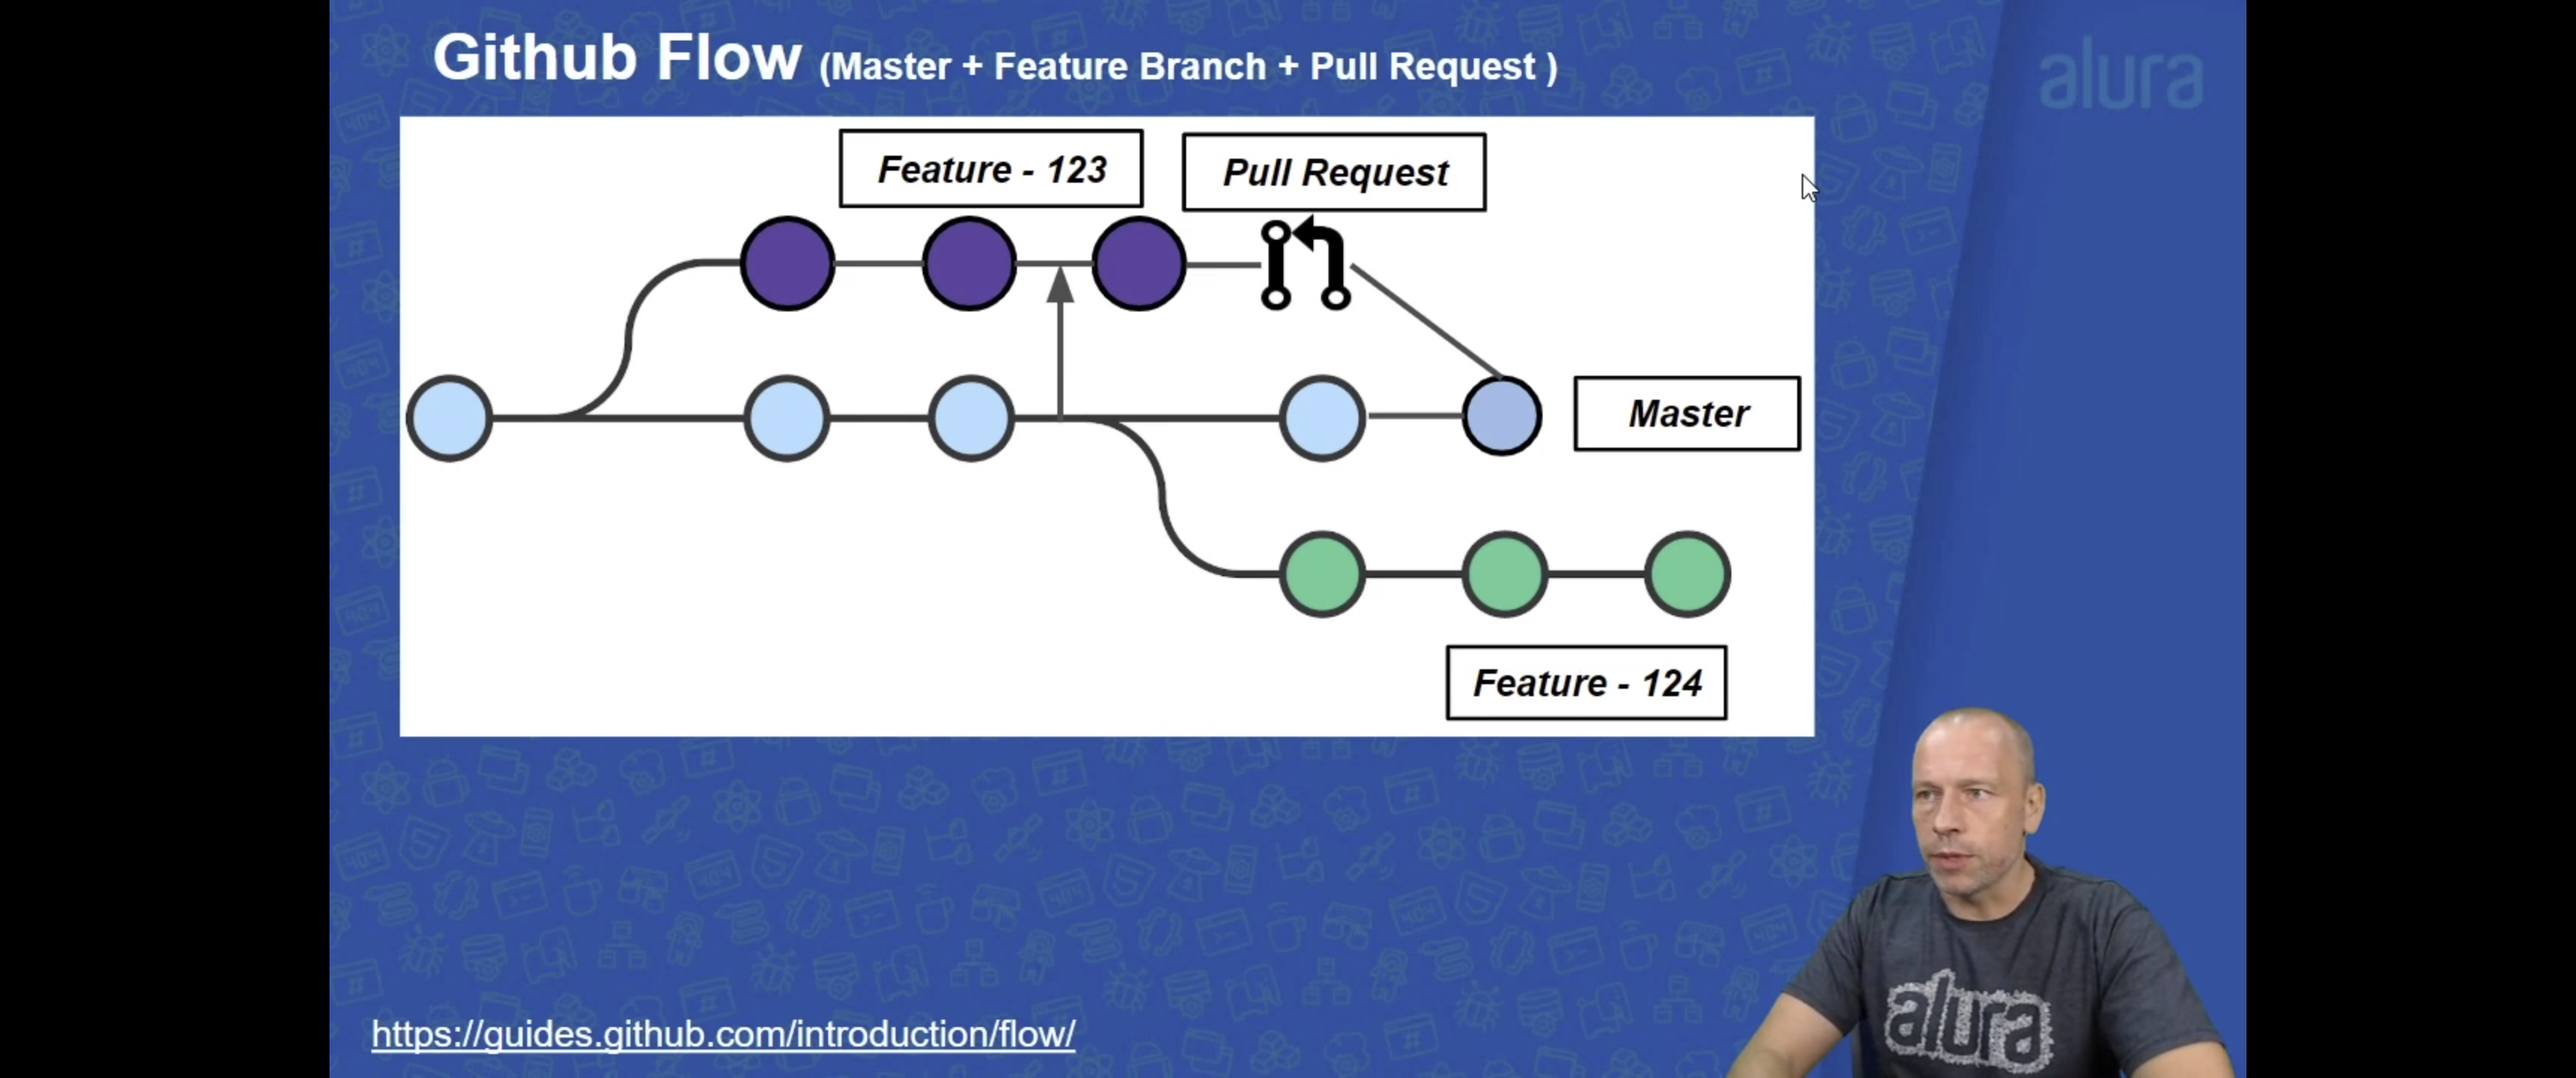 Github Flow (Master + Feature Branch + Pull Request )
alura
Feature - 123
Pull Request
Master
Feature - 124
https://guides.github.com/introduction/flow/
alura